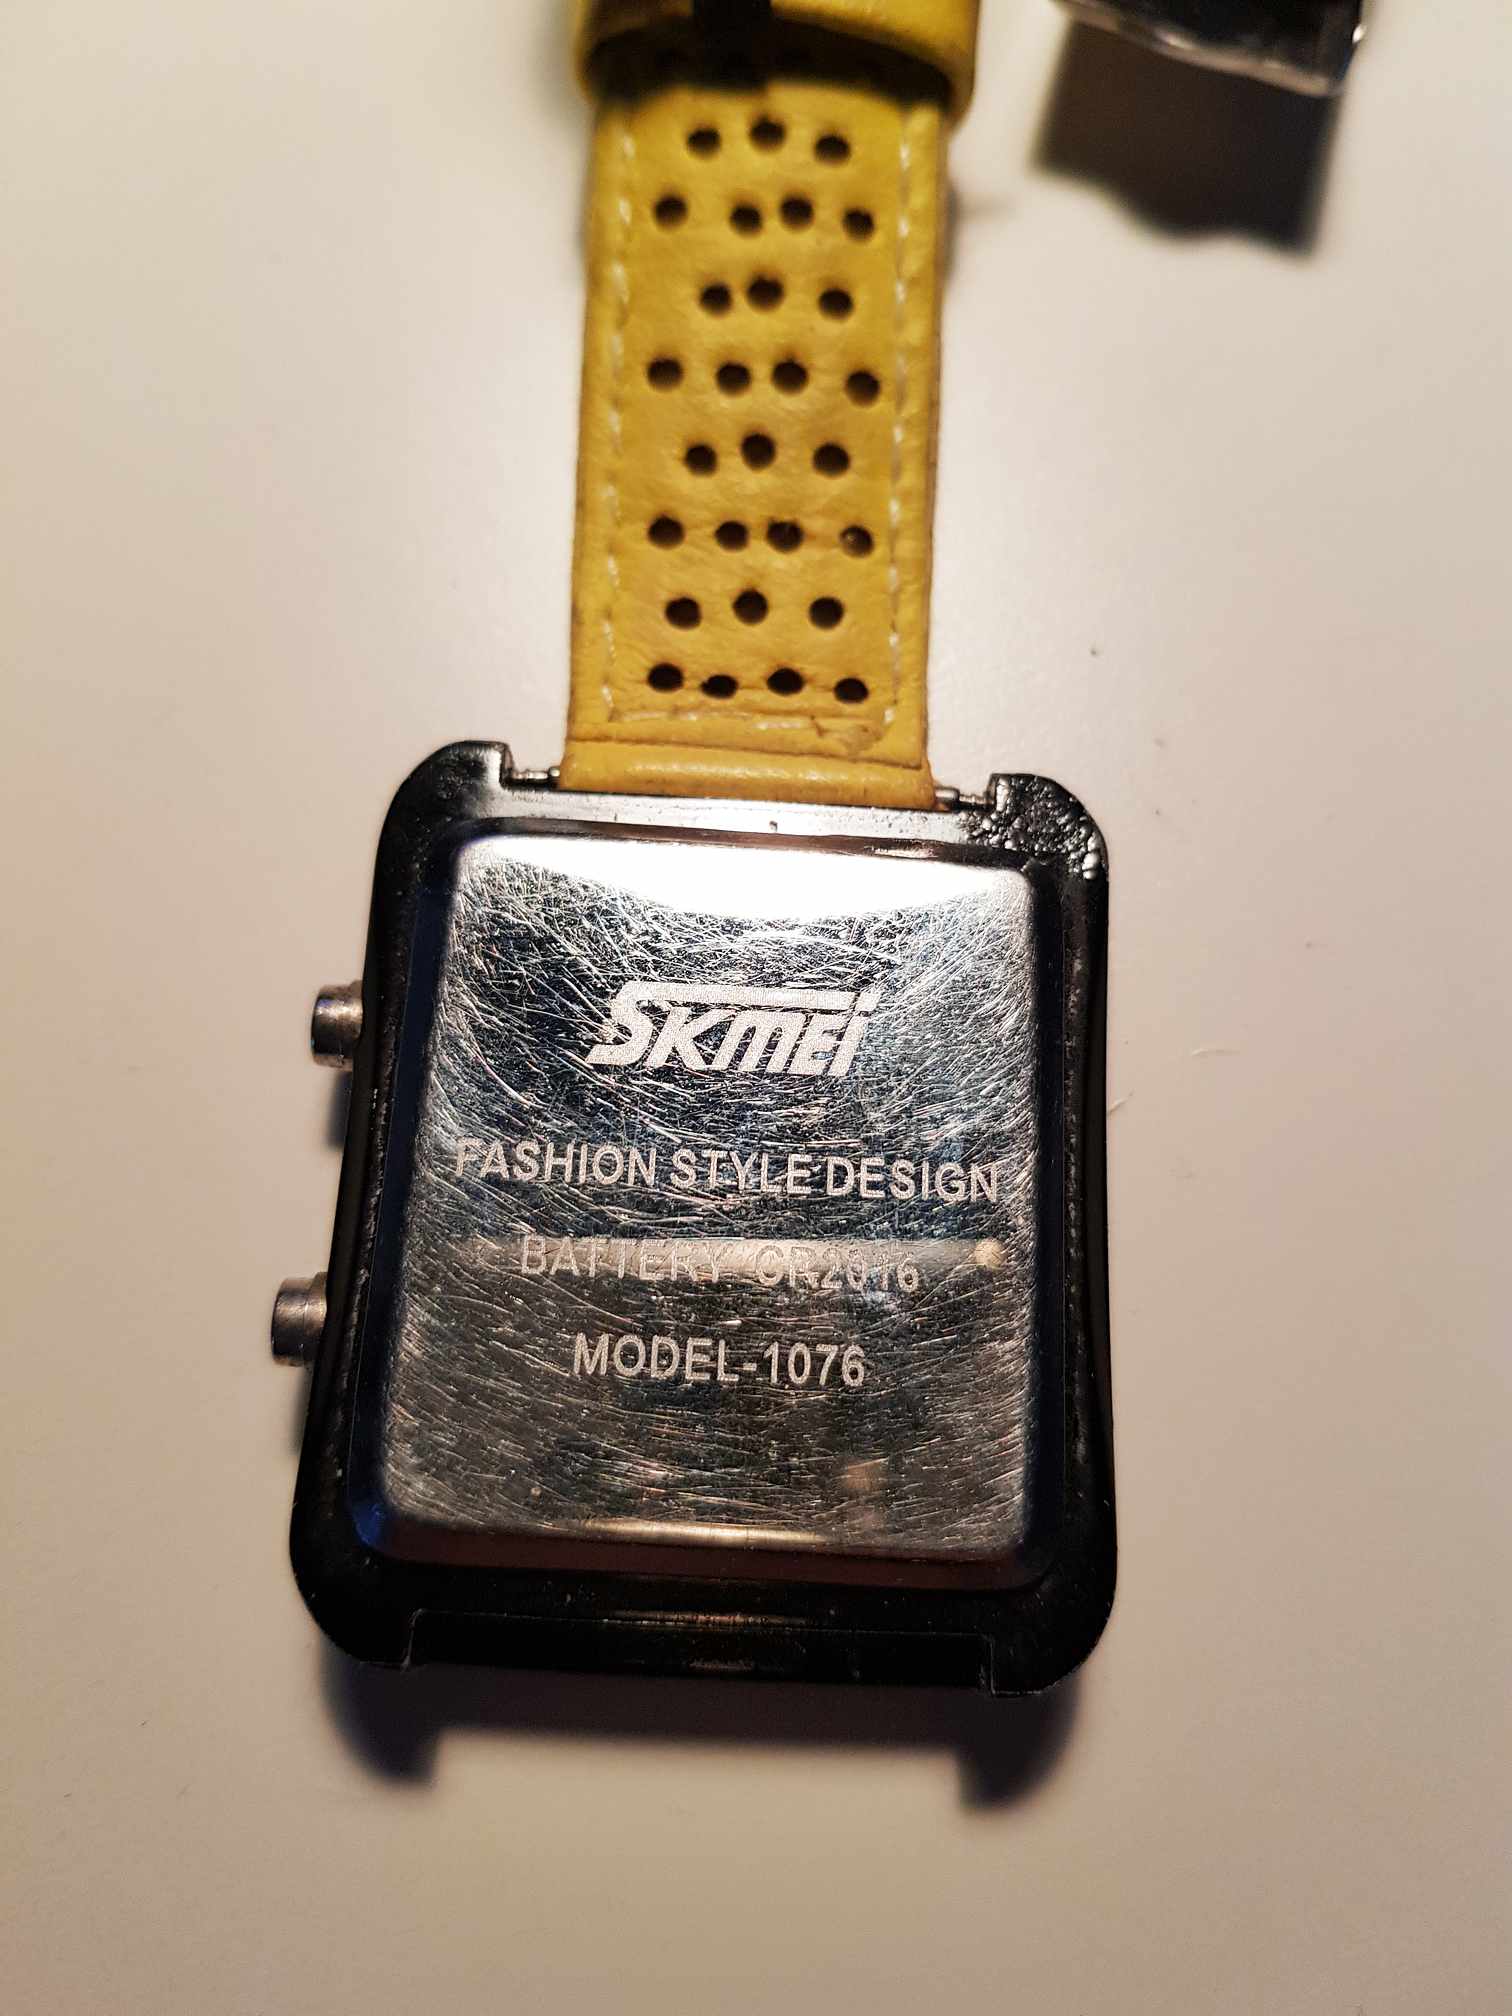 SKMEi
FASHION STYLE DESIGN
BATTERY CR2016
MODEL-1076